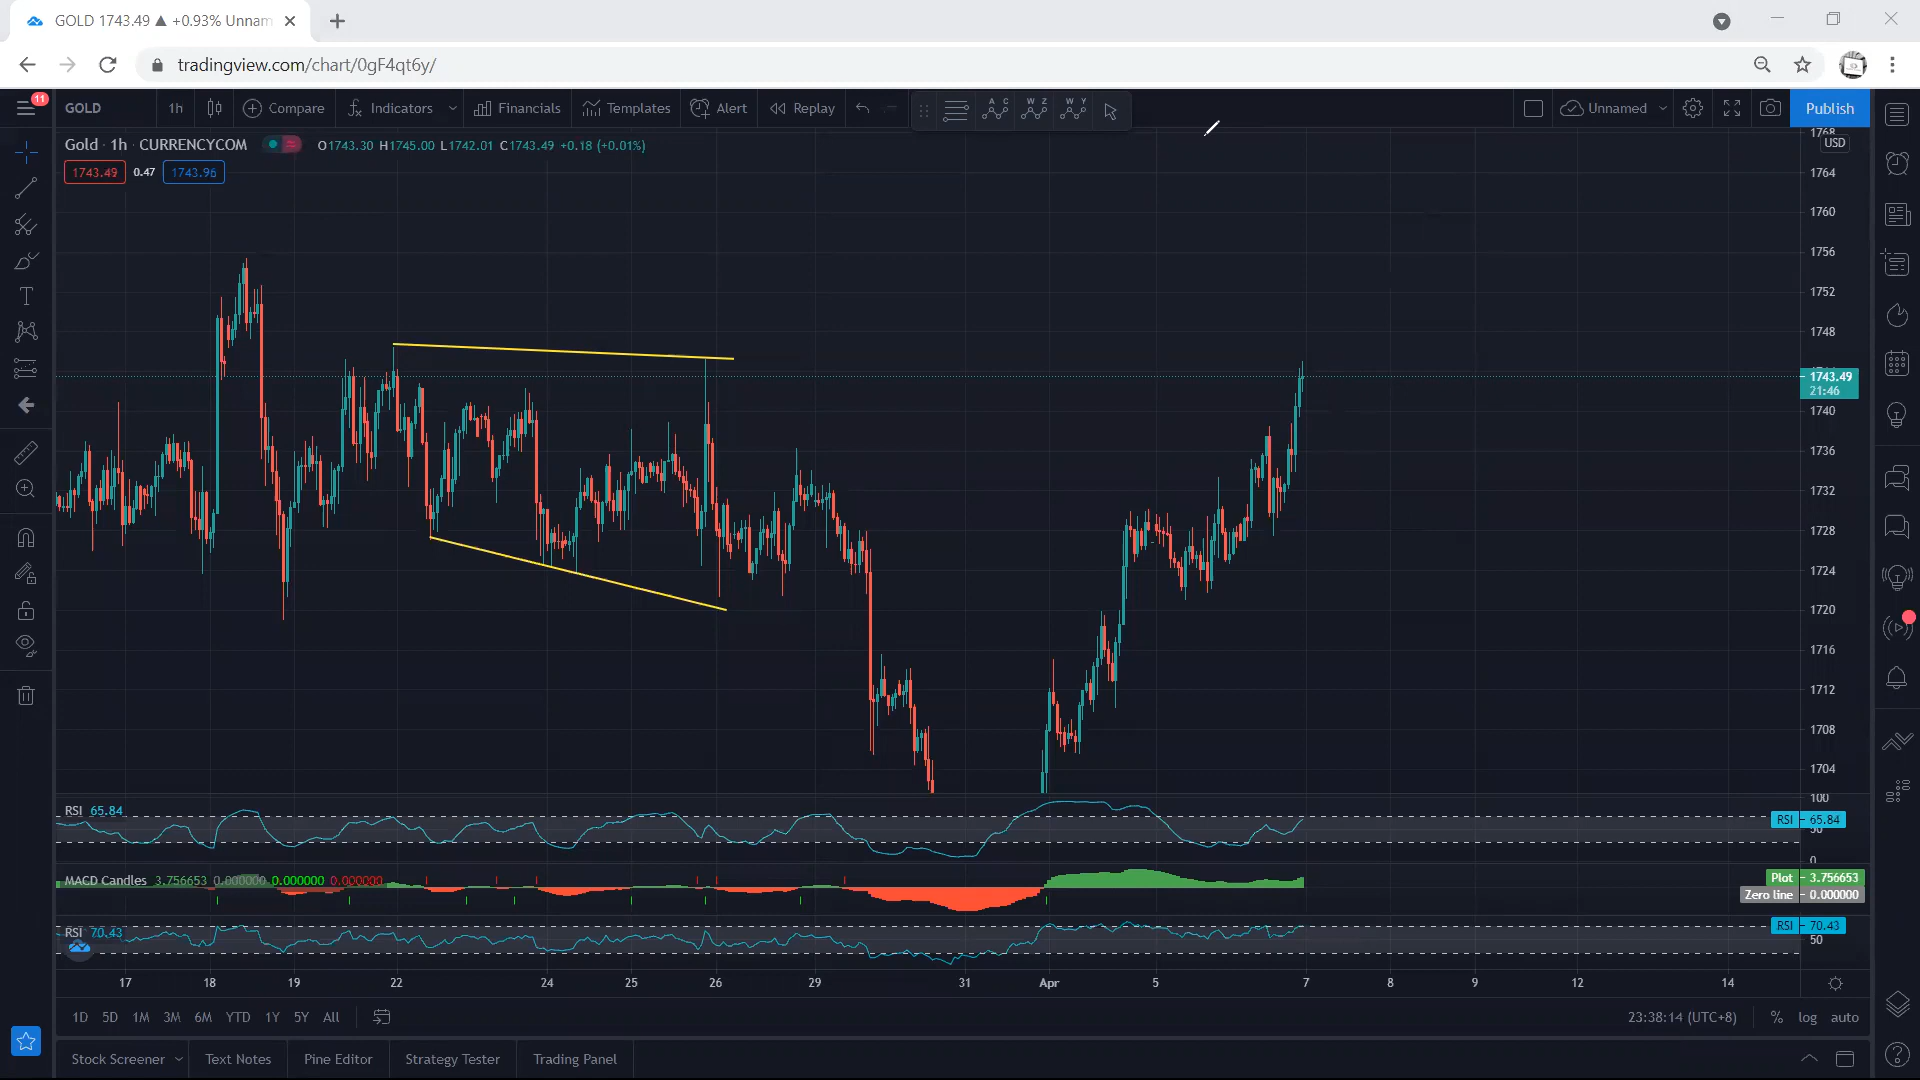 GOLD 1743.49 ▲ +0.93% Unnam
tradingview.com/chart/0gF4qt6y/
11
GOLD 1h Compare Indicators Financials Templates Alert Replay Unnamed Publish
A C W Z W Y
Gold · 1h · CURRENCYCOM O1743.30 H1745.00 L1742.01 C1743.49 +0.18 (+0.01%)
1743.49 0.47 1743.96
USD
1768
1764
1760
1756
1752
1748
1743.49
21:46
1740
1736
1732
1728
1724
1720
1716
1712
1708
1704
RSI 65.84
100
RSI 65.84
50
0
MACD Candles 3.756653 0.000000 0.000000 0.000000
Plot 3.756653
Zero line 0.000000
RSI 70.43
RSI 70.43
50
17 18 19 22 24 25 26 29 31 Apr 5 7 8 9 12 14
1D 5D 1M 3M 6M YTD 1Y 5Y All 23:38:14 (UTC+8) % log auto
Stock Screener Text Notes Pine Editor Strategy Tester Trading Panel